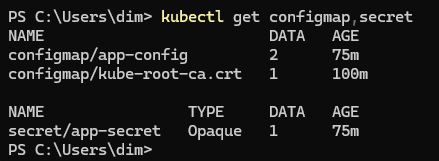 PS C:\Users\dim> kubectl get configmap,secret
NAME                         DATA   AGE
configmap/app-config         2      75m
configmap/kube-root-ca.crt   1      100m

NAME                TYPE     DATA   AGE
secret/app-secret   Opaque   1      75m
PS C:\Users\dim>